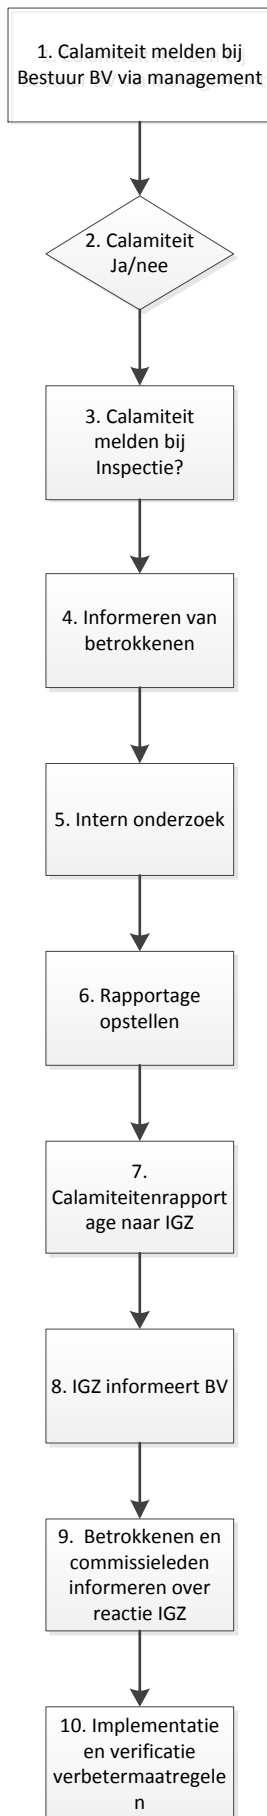 1. Calamiteit melden bij
Bestuur BV via management
2. Calamiteit
Ja/nee
3. Calamiteit
melden bij
Inspectie?
4. Informeren van
betrokkenen
5. Intern onderzoek
6. Rapportage
opstellen
7.
Calamiteitenrapport
age naar IGZ
8. IGZ informeert BV
9.  Betrokkenen en
commissieleden
informeren over
reactie IGZ
10. Implementatie
en verificatie
verbetermaatregele
n